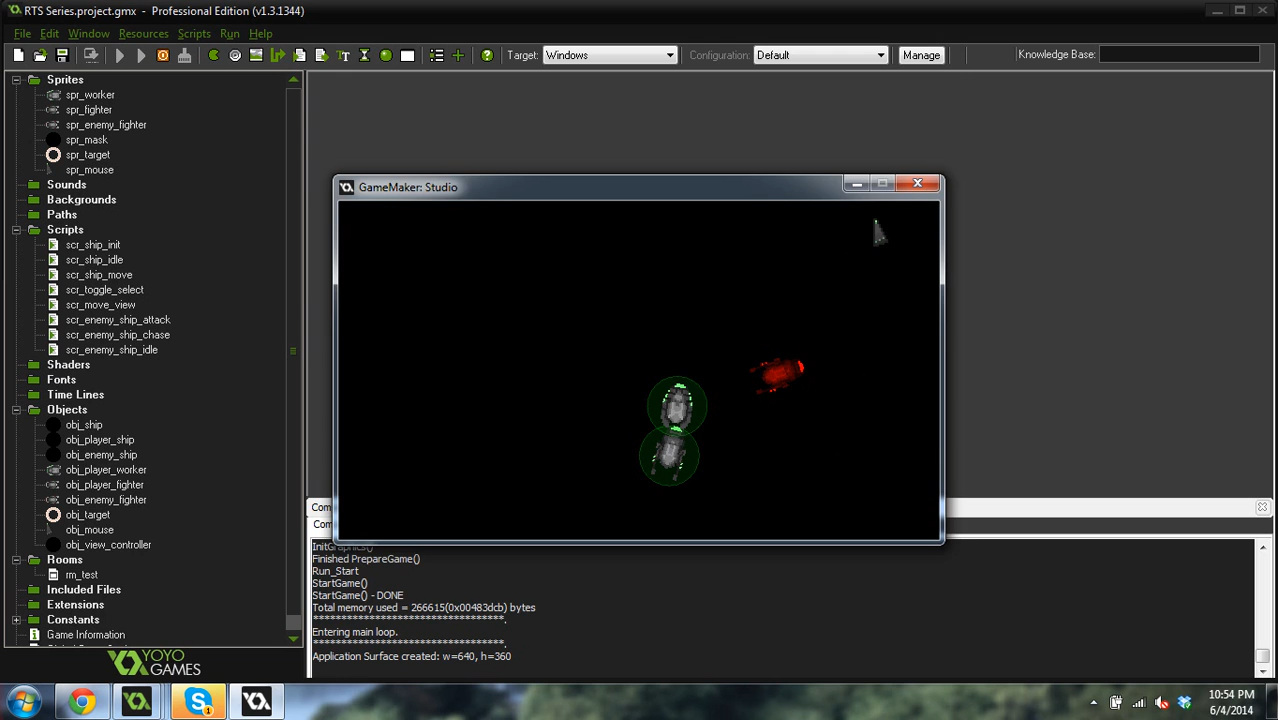 RTS Series.project.gmx - Professional Edition (v1.3.1344)
File Edit Window Resources Scripts Run Help
Target: Windows Configuration: Default Manage Knowledge Base:
Sprites
spr_worker
spr_fighter
spr_enemy_fighter
spr_mask
spr_target
spr_mouse
Sounds
Backgrounds
Paths
Scripts
scr_ship_init
scr_ship_idle
scr_ship_move
scr_toggle_select
scr_move_view
scr_enemy_ship_attack
scr_enemy_ship_chase
scr_enemy_ship_idle
Shaders
Fonts
Time Lines
Objects
obj_ship
obj_player_ship
obj_enemy_ship
obj_player_worker
obj_player_fighter
obj_enemy_fighter
obj_target
obj_mouse
obj_view_controller
Rooms
rm_test
Included Files
Extensions
Constants
Game Information
YOYO
GAMES
GameMaker: Studio
Com
Com
InitGraphics()
Finished PrepareGame()
Run_Start
StartGame()
StartGame() - DONE
Total memory used = 266615(0x00483dcb) bytes
***********************************.
Entering main loop.
***********************************.
Application Surface created: w=640, h=360
1
10:54 PM
6/4/2014